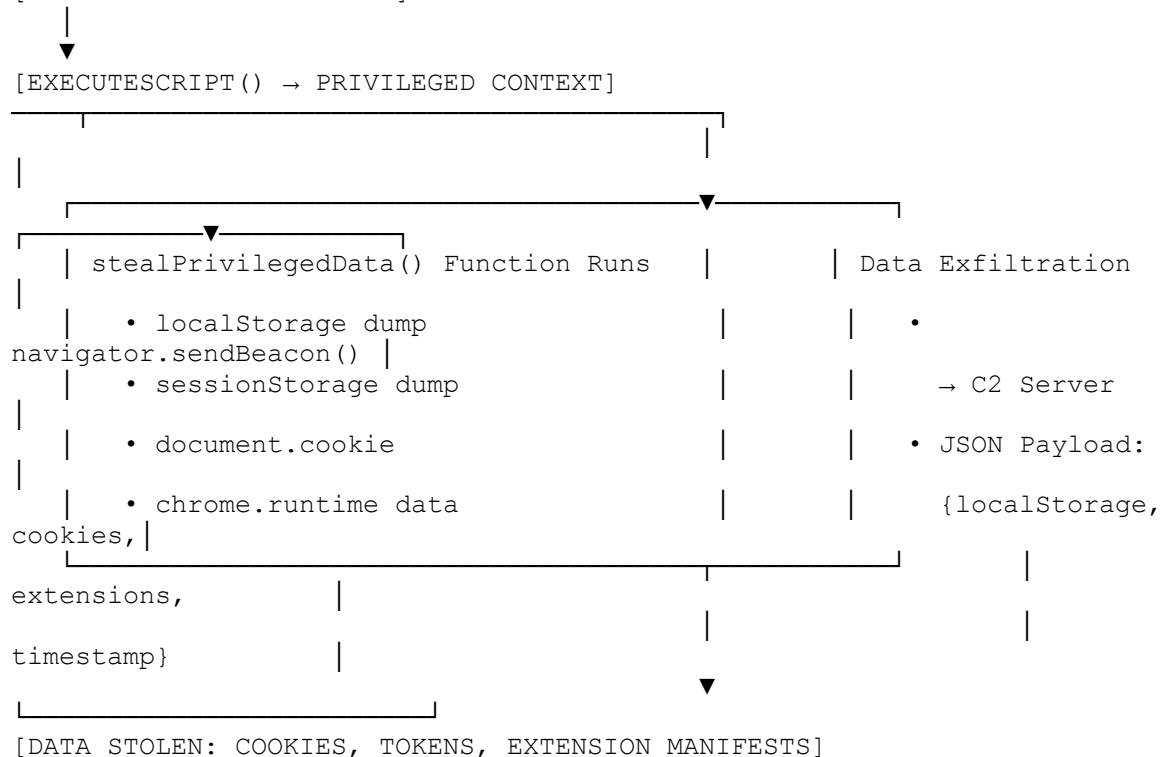 [EXECUTESCRIPT() → PRIVILEGED CONTEXT]
stealPrivilegedData() Function Runs │ │ Data Exfiltration
│
│ • localStorage dump │ │ •
navigator.sendBeacon() │
│ • sessionStorage dump │ │ → C2 Server
│
│ • document.cookie │ │ • JSON Payload:
│
│ • chrome.runtime data │ │ {localStorage,
cookies,│
extensions, │
timestamp} │
[DATA STOLEN: COOKIES, TOKENS, EXTENSION MANIFESTS]